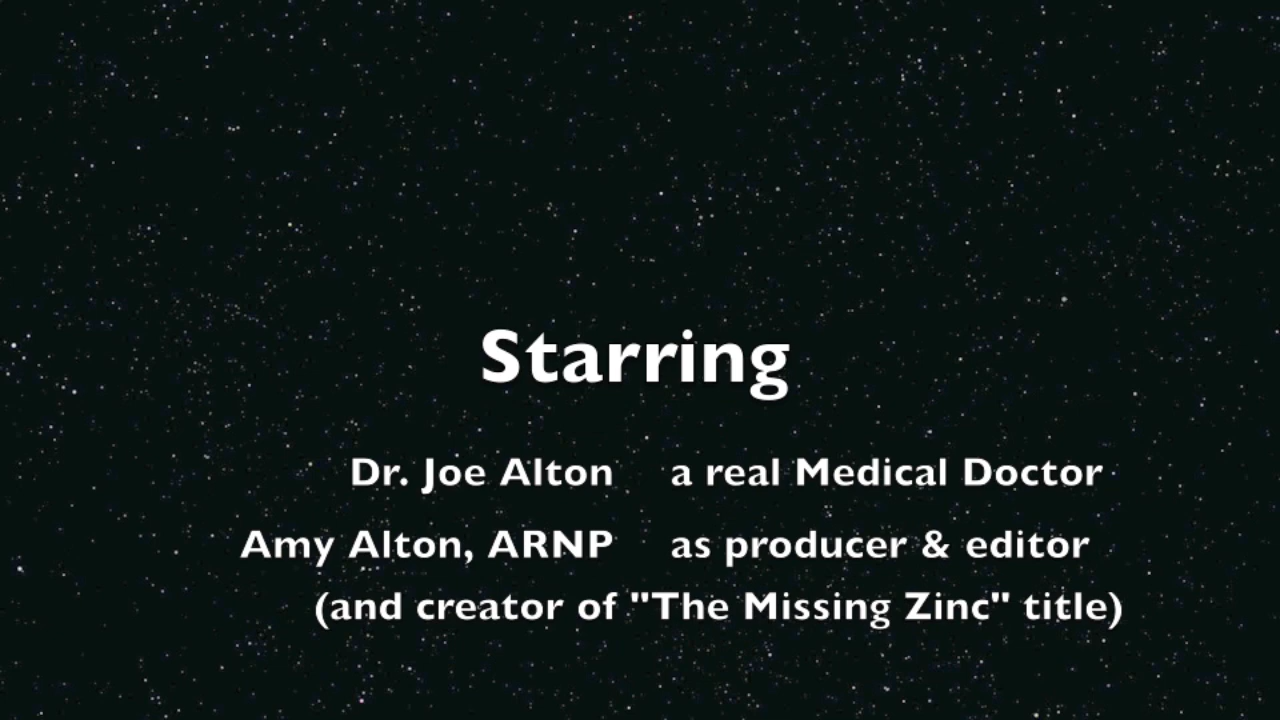 Starring
Dr. Joe Alton a real Medical Doctor
Amy Alton, ARNP as producer & editor
(and creator of "The Missing Zinc" title)